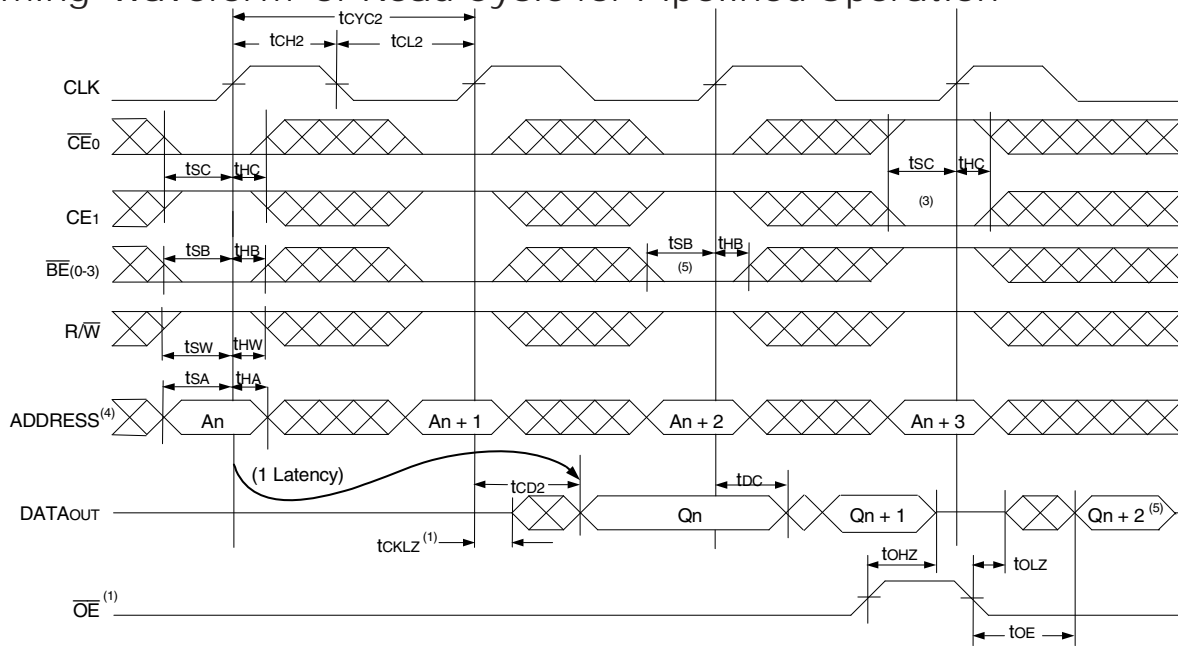 Waveform of Read Cycle for Pipelined Operation
tCYC2
tCH2 tCL2
CLK
CE0
tSC tHC tSC tHC
CE1 (3)
tSB tHB tSB tHB
BE(0-3) (5)
R/W
tSW tHW
tSA tHA
ADDRESS(4) An An + 1 An + 2 An + 3
(1 Latency) tCD2 tDC
DATAOUT Qn Qn + 1 Qn + 2 (5)
tCKLZ (1)
tOHZ tOLZ
OE (1)
tOE